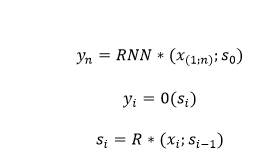 yₙ = RNN ∗ (x₍₁;ₙ₎; s₀)
yᵢ = 0(sᵢ)
sᵢ = R ∗ (xᵢ; sᵢ₋₁)